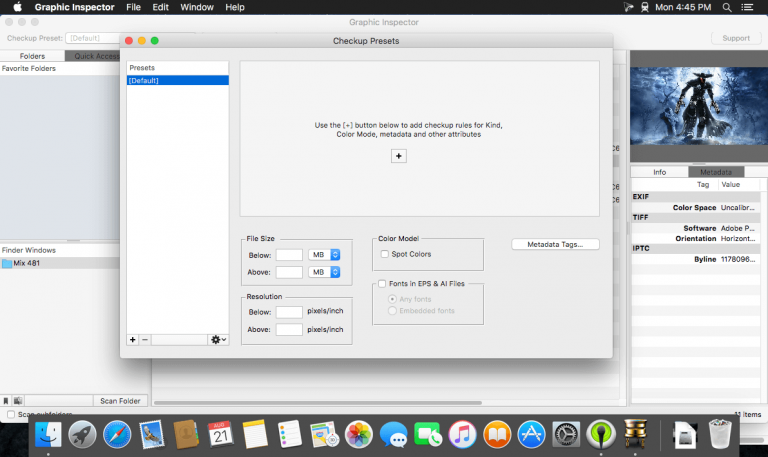 Graphic Inspector File Edit Window Help Mon 4:45 PM
Graphic Inspector
Checkup Preset: [Default] Support
Folders Quick Access
Favorite Folders
Finder Windows
Mix 481
Scan Folder
Scan subfolders
11 items
Checkup Presets
Presets
[Default]
Use the [+] button below to add checkup rules for Kind,
Color Mode, metadata and other attributes
+
File Size
Below: MB
Above: MB
Resolution
Below: pixels/inch
Above: pixels/inch
Color Model
Spot Colors
Fonts in EPS & AI Files
Any fonts
Embedded fonts
Metadata Tags...
+ −
Info Metadata
Tag Value
EXIF
Color Space Uncalibr...
TIFF
Software Adobe P...
Orientation Horizont...
IPTC
Byline 1178096...
AUG
21